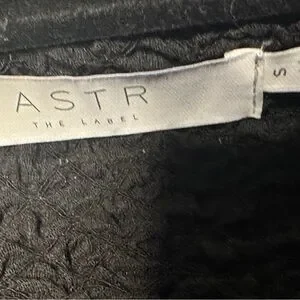 ASTR
THE LABEL
S